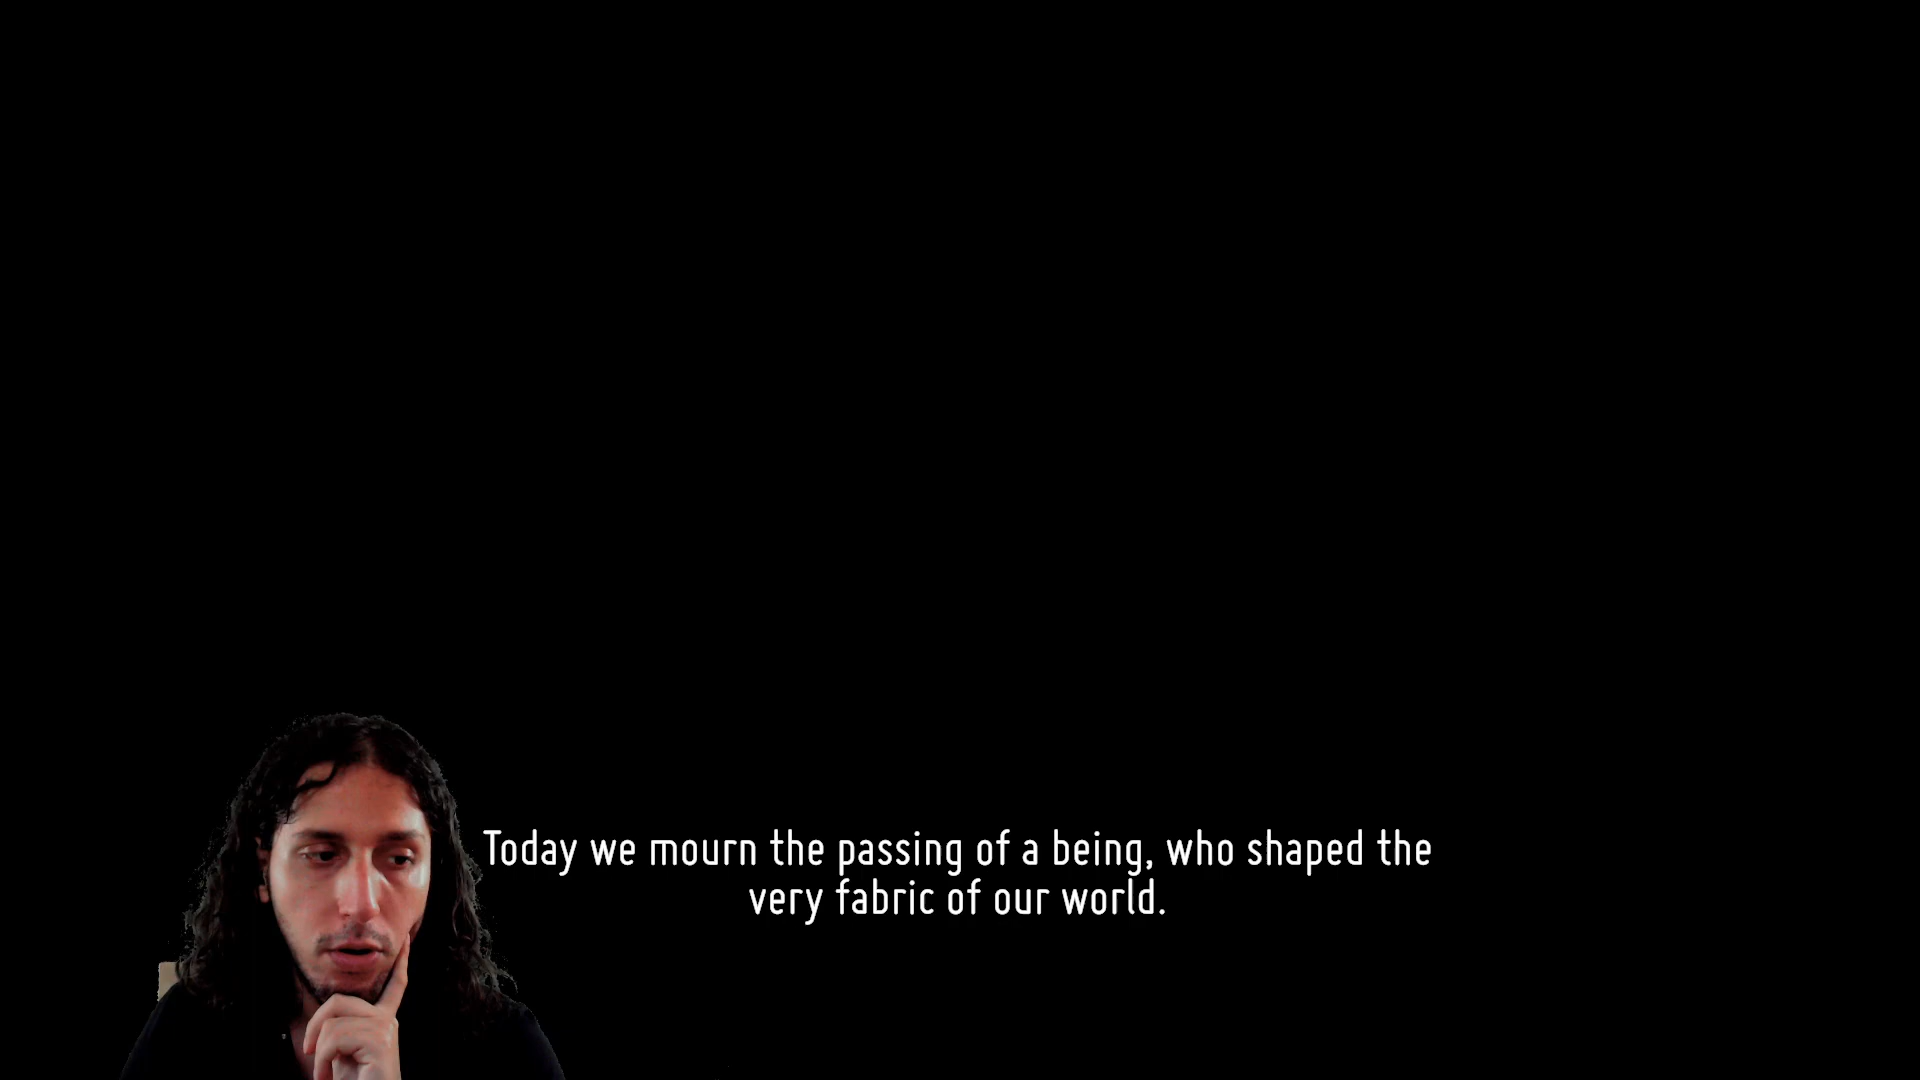 Today we mourn the passing of a being, who shaped the
very fabric of our world.